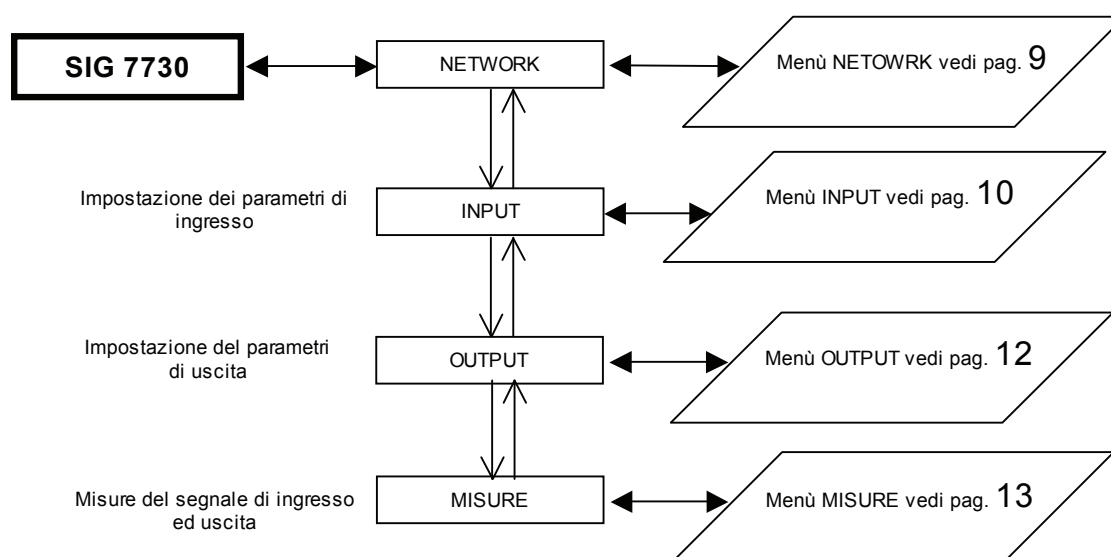 SIG 7730
NETWORK
Menù NETOWRK vedi pag. 9
Impostazione dei parametri di
ingresso
INPUT
Menù INPUT vedi pag. 10
Impostazione del parametri
di uscita
OUTPUT
Menù OUTPUT vedi pag. 12
Misure del segnale di ingresso
ed uscita
MISURE
Menù MISURE vedi pag. 13